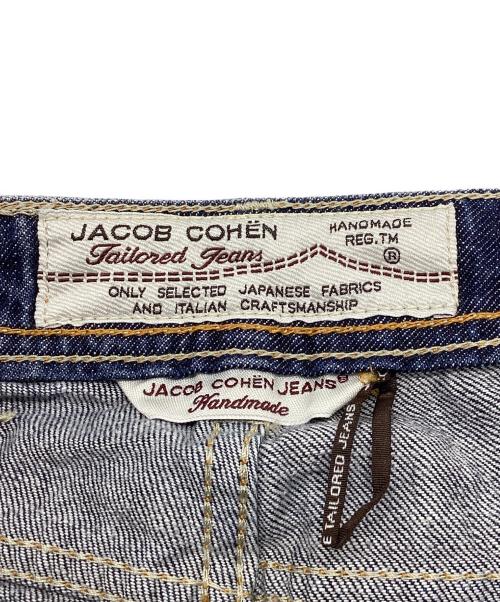 JACOB COHËN
Tailored Jeans
HANDMADE
REG.TM
®
ONLY SELECTED JAPANESE FABRICS
AND ITALIAN CRAFTSMANSHIP
JACOB COHËN JEANS®
Handmade
E TAILORED JEANS